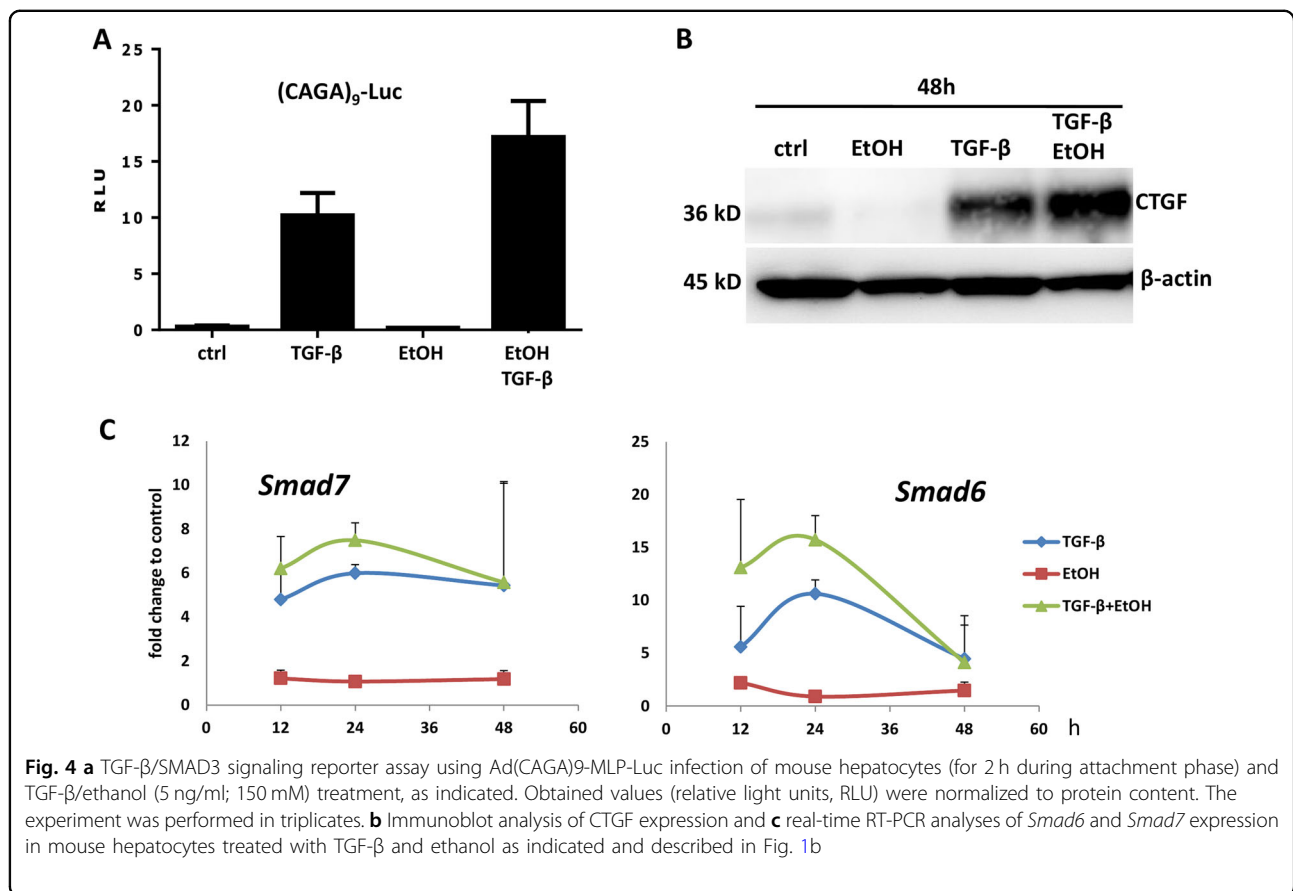 A
B
25
20
15
10
5
0
RLU
(CAGA)9-Luc
ctrl
TGF-β
EtOH
EtOH
TGF-β
48h
ctrl
EtOH
TGF-β
TGF-β
EtOH
36 kD
CTGF
45 kD
β-actin
C
12
10
8
6
4
2
0
fold change to control
Smad7
0
12
24
36
48
60
25
20
15
10
5
0
Smad6
0
12
24
36
48
60
h
TGF-β
EtOH
TGF-β+EtOH
Fig. 4 a TGF-β/SMAD3 signaling reporter assay using Ad(CAGA)9-MLP-Luc infection of mouse hepatocytes (for 2 h during attachment phase) and
TGF-β/ethanol (5 ng/ml; 150 mM) treatment, as indicated. Obtained values (relative light units, RLU) were normalized to protein content. The
experiment was performed in triplicates. b Immunoblot analysis of CTGF expression and c real-time RT-PCR analyses of Smad6 and Smad7 expression
in mouse hepatocytes treated with TGF-β and ethanol as indicated and described in Fig. 1b